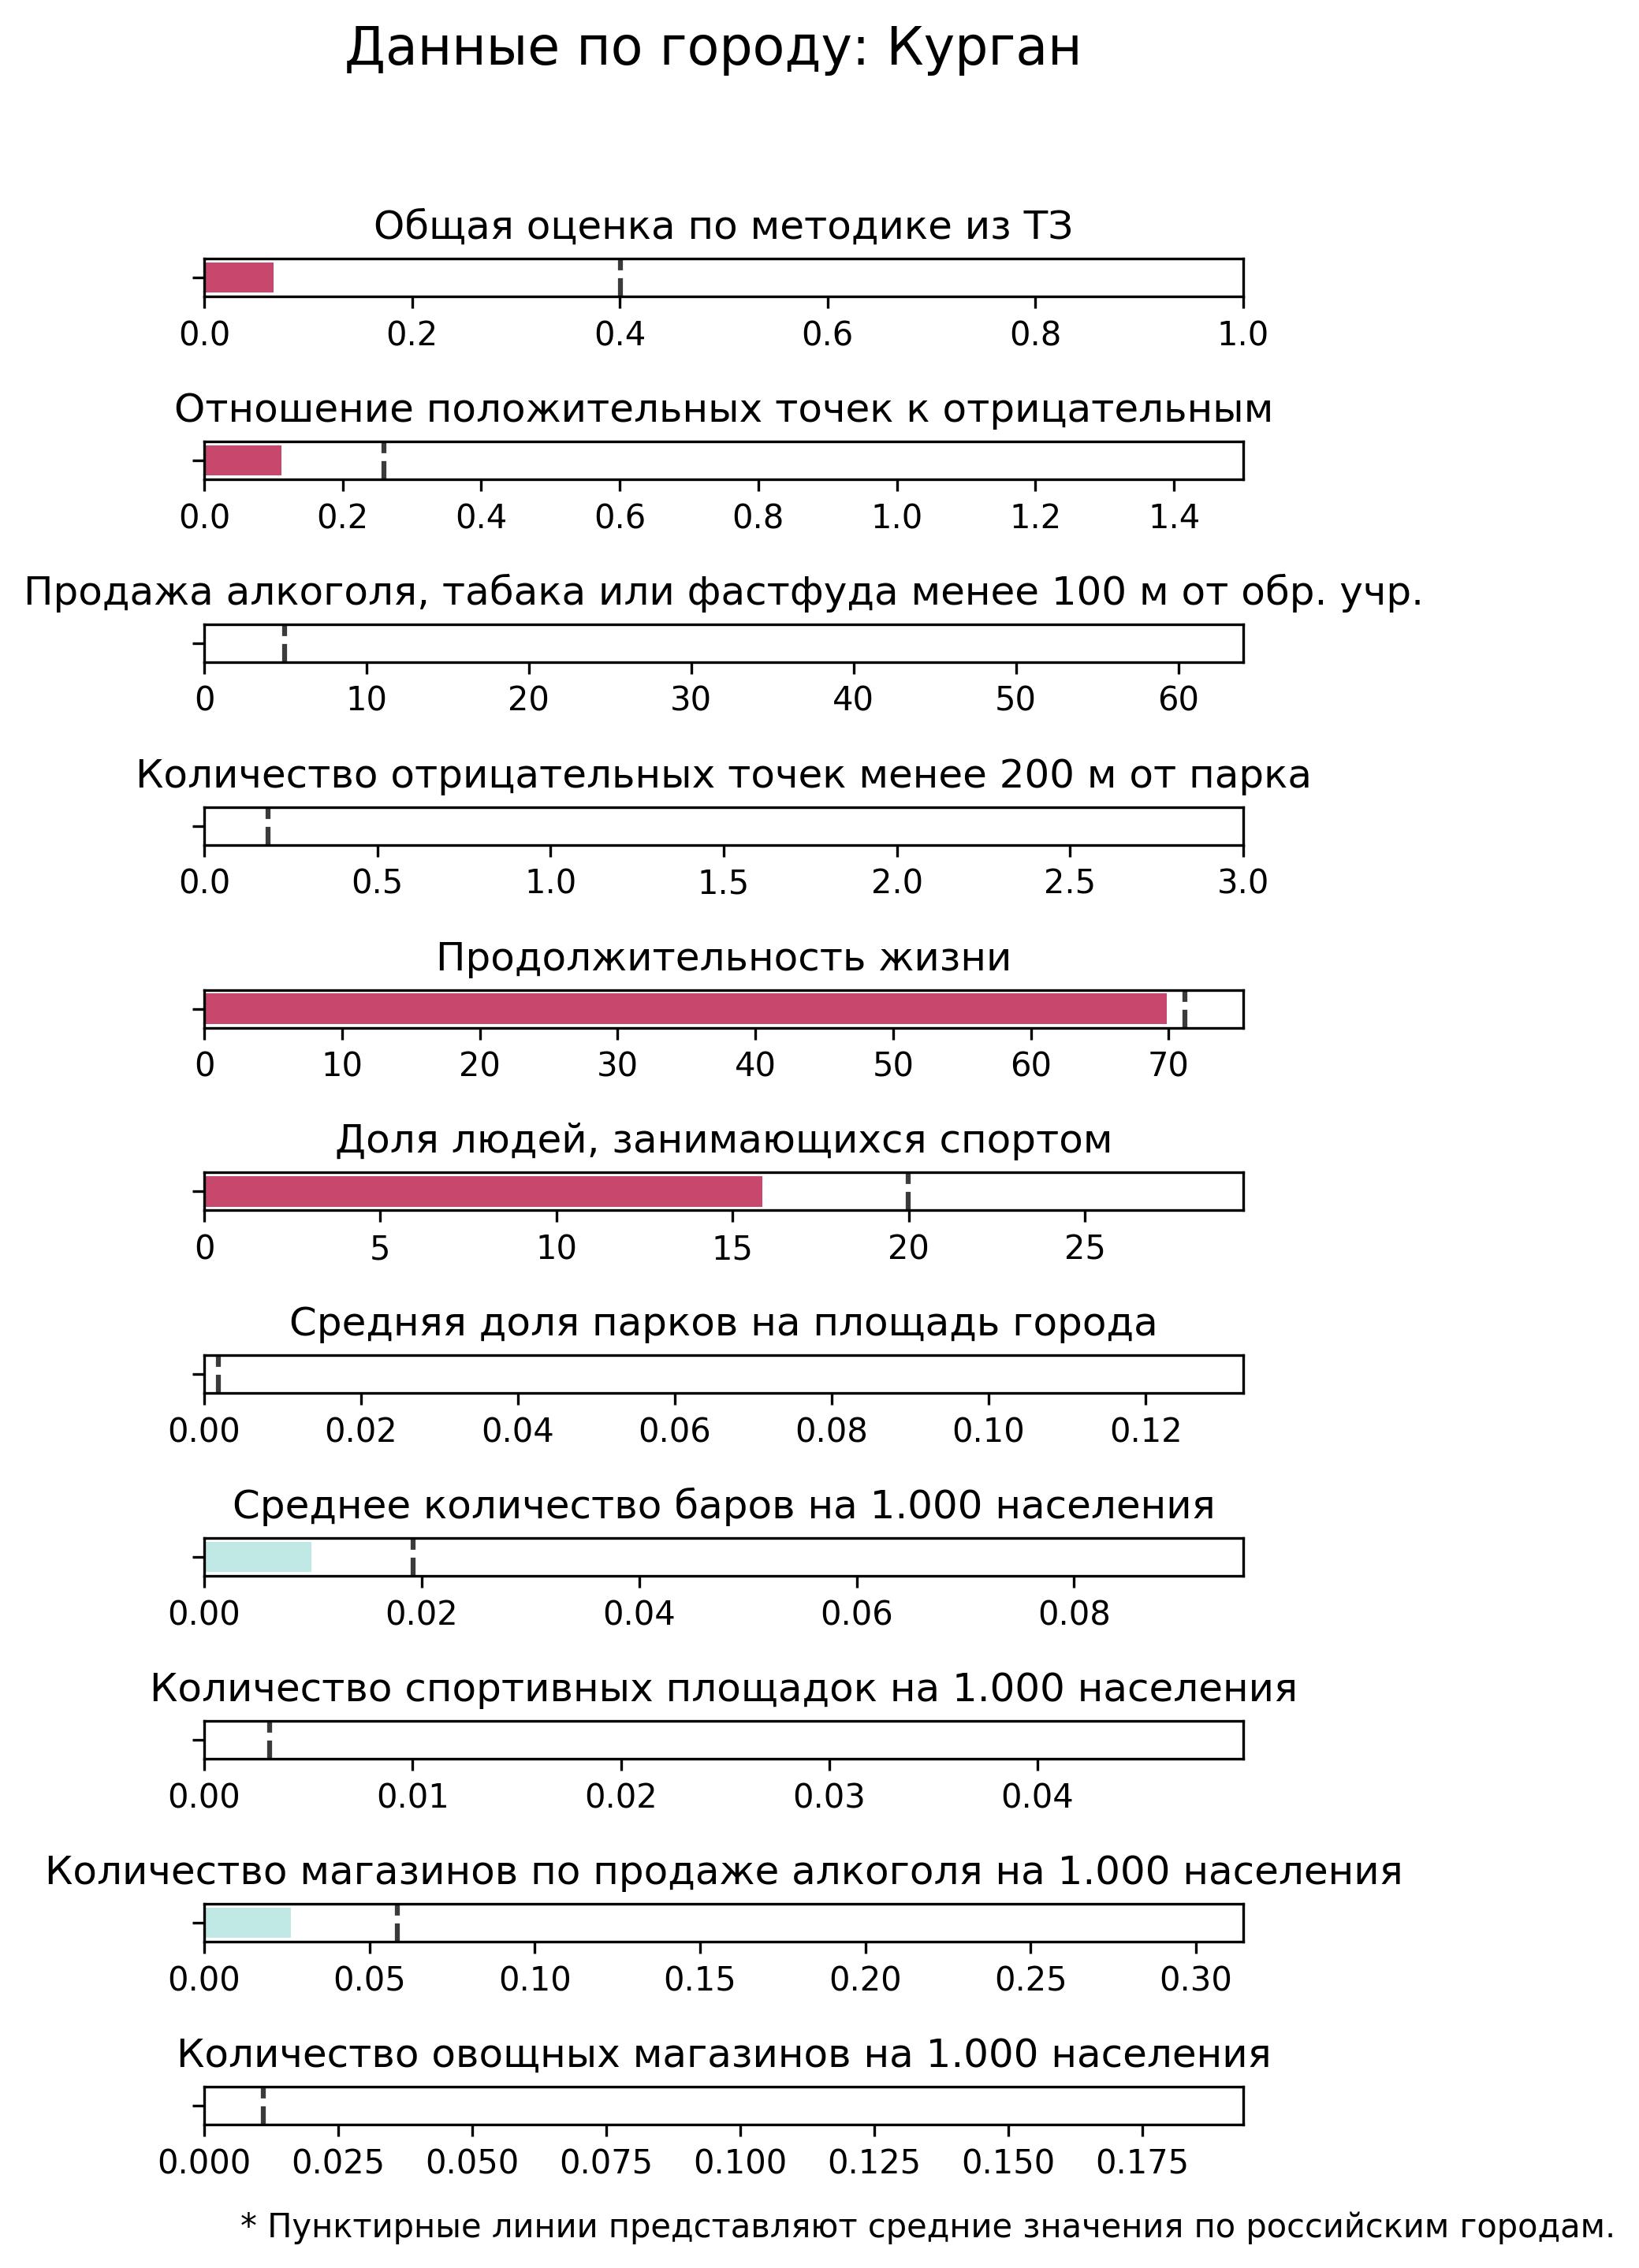 Данные по городу: Курган
Общая оценка по методике из ТЗ
0.0 0.2 0.4 0.6 0.8 1.0
Отношение положительных точек к отрицательным
0.0 0.2 0.4 0.6 0.8 1.0 1.2 1.4
Продажа алкоголя, табака или фастфуда менее 100 м от обр. учр.
0 10 20 30 40 50 60
Количество отрицательных точек менее 200 м от парка
0.0 0.5 1.0 1.5 2.0 2.5 3.0
Продолжительность жизни
0 10 20 30 40 50 60 70
Доля людей, занимающихся спортом
0 5 10 15 20 25
Средняя доля парков на площадь города
0.00 0.02 0.04 0.06 0.08 0.10 0.12
Среднее количество баров на 1.000 населения
0.00 0.02 0.04 0.06 0.08
Количество спортивных площадок на 1.000 населения
0.00 0.01 0.02 0.03 0.04
Количество магазинов по продаже алкоголя на 1.000 населения
0.00 0.05 0.10 0.15 0.20 0.25 0.30
Количество овощных магазинов на 1.000 населения
0.000 0.025 0.050 0.075 0.100 0.125 0.150 0.175
* Пунктирные линии представляют средние значения по российским городам.